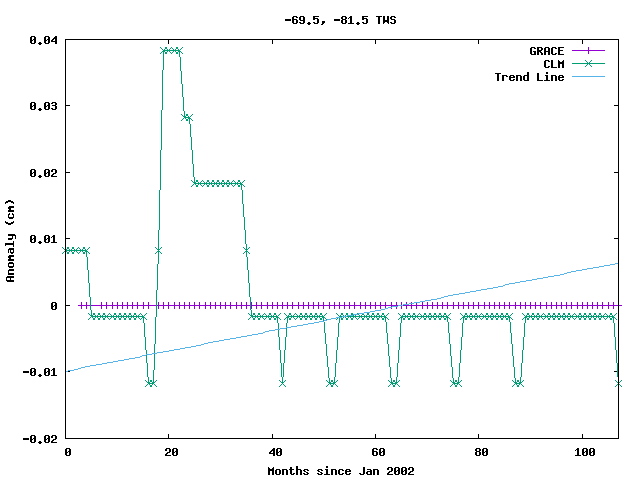 -69.5, -81.5 TWS
GRACE
CLM
Trend Line
0.04
0.03
0.02
0.01
0
-0.01
-0.02
Anomaly (cm)
0 20 40 60 80 100
Months since Jan 2002